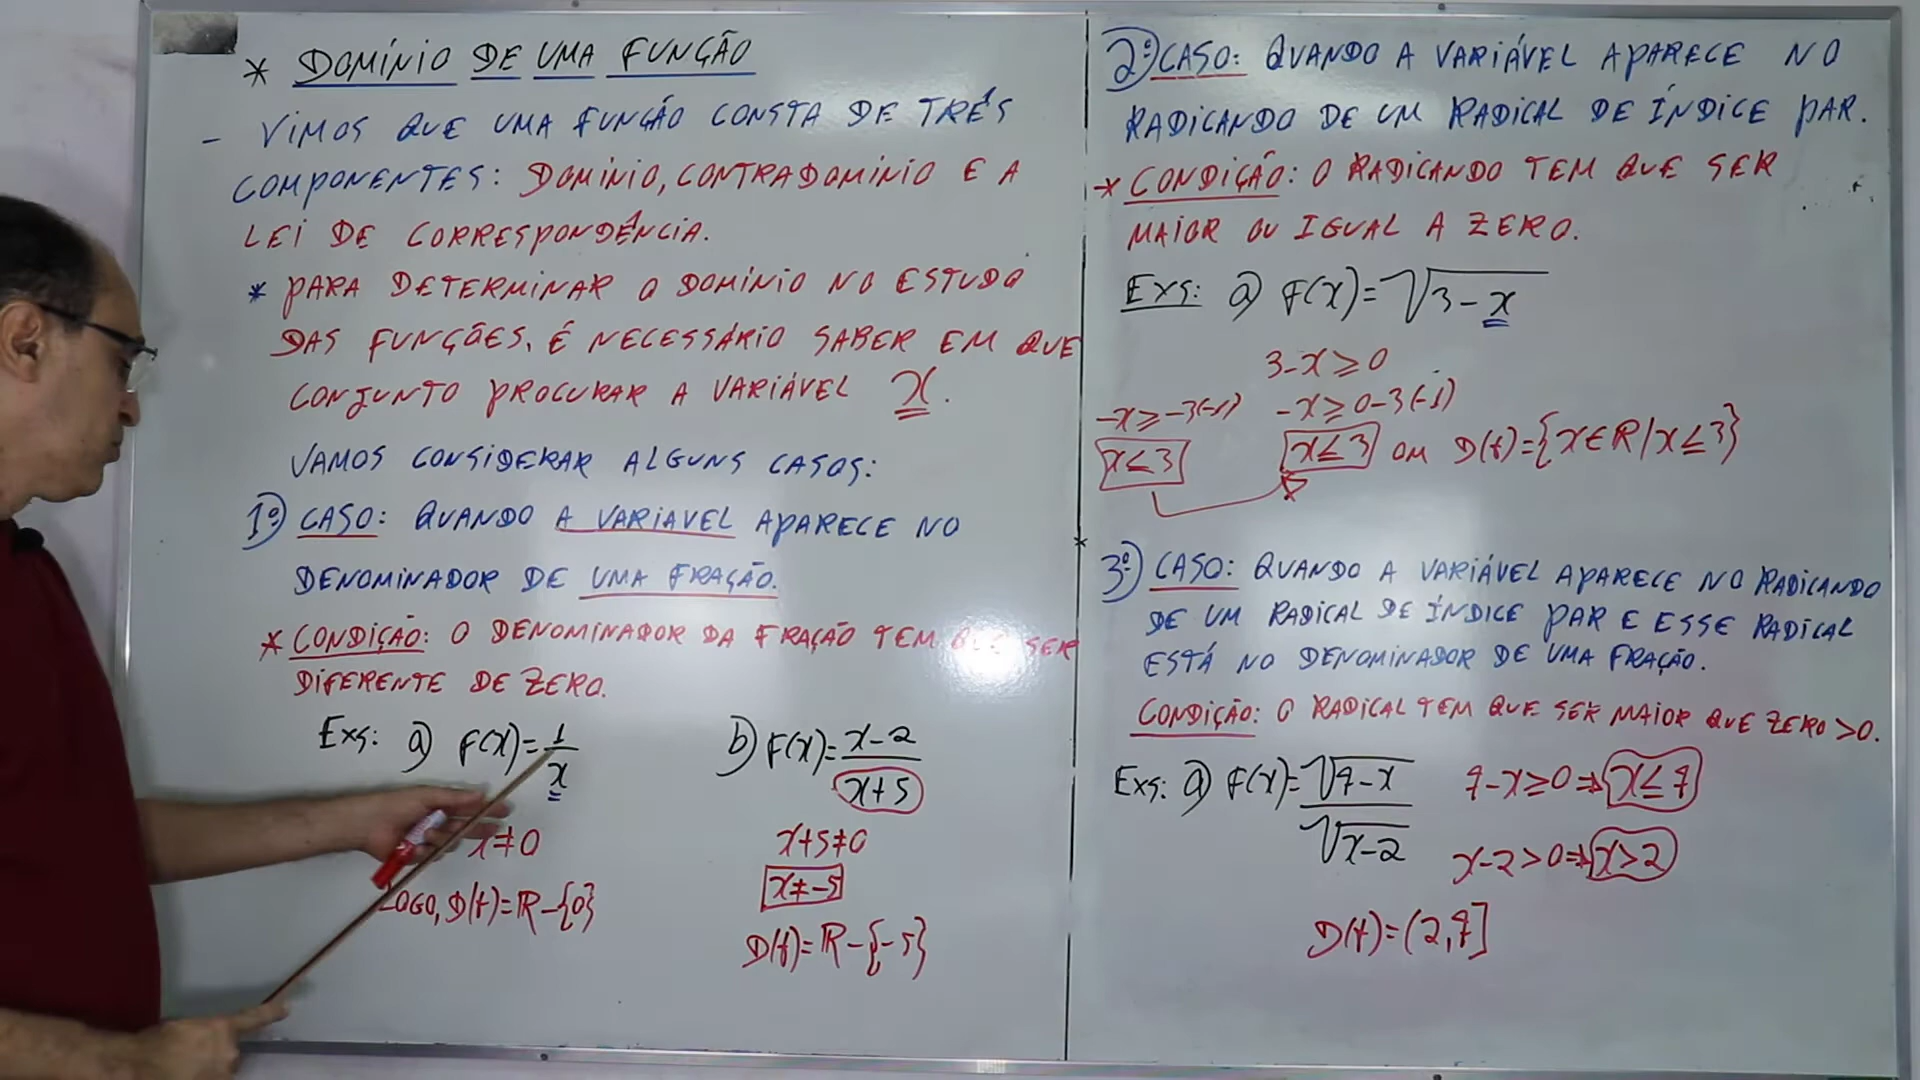 * DOMÍNIO DE UMA FUNÇÃO
- VIMOS QUE UMA FUNÇÃO CONSTA DE TRÊS
COMPONENTES: DOMÍNIO, CONTRADOMÍNIO E A
LEI DE CORRESPONDÊNCIA.
* PARA DETERMINAR O DOMÍNIO NO ESTUDO
DAS FUNÇÕES, É NECESSÁRIO SABER EM QUE
CONJUNTO PROCURAR A VARIÁVEL x.
VAMOS CONSIDERAR ALGUNS CASOS:
1º) CASO: QUANDO A VARIAVEL APARECE NO
DENOMINADOR DE UMA FRAÇÃO.
* CONDIÇÃO: O DENOMINADOR DA FRAÇÃO TEM QUE SER
DIFERENTE DE ZERO.
Exs: a) F(x)=1/x
x≠0
LOGO, D(f)=R-{0}
b) F(x)=x-2/x+5
x+5≠0
x≠-5
D(f)=R-{-5}
2º) CASO: QUANDO A VARIÁVEL APARECE NO
RADICANDO DE UM RADICAL DE ÍNDICE PAR.
* CONDIÇÃO: O RADICANDO TEM QUE SER
MAIOR OU IGUAL A ZERO.
Exs: a) F(x)=√3-x
3-x≥0
-x≥-3(-1) -x≥0-3(-1)
x≤3 x≤3 ou D(f)={x∈R/x≤3}
3º) CASO: QUANDO A VARIÁVEL APARECE NO RADICANDO
DE UM RADICAL DE ÍNDICE PAR E ESSE RADICAL
ESTÁ NO DENOMINADOR DE UMA FRAÇÃO.
CONDIÇÃO: O RADICAL TEM QUE SER MAIOR QUE ZERO >0.
Exs: a) F(x)=√7-x/√x-2
7-x≥0⇒x≤7
x-2>0⇒x>2
D(f)=(2,7]